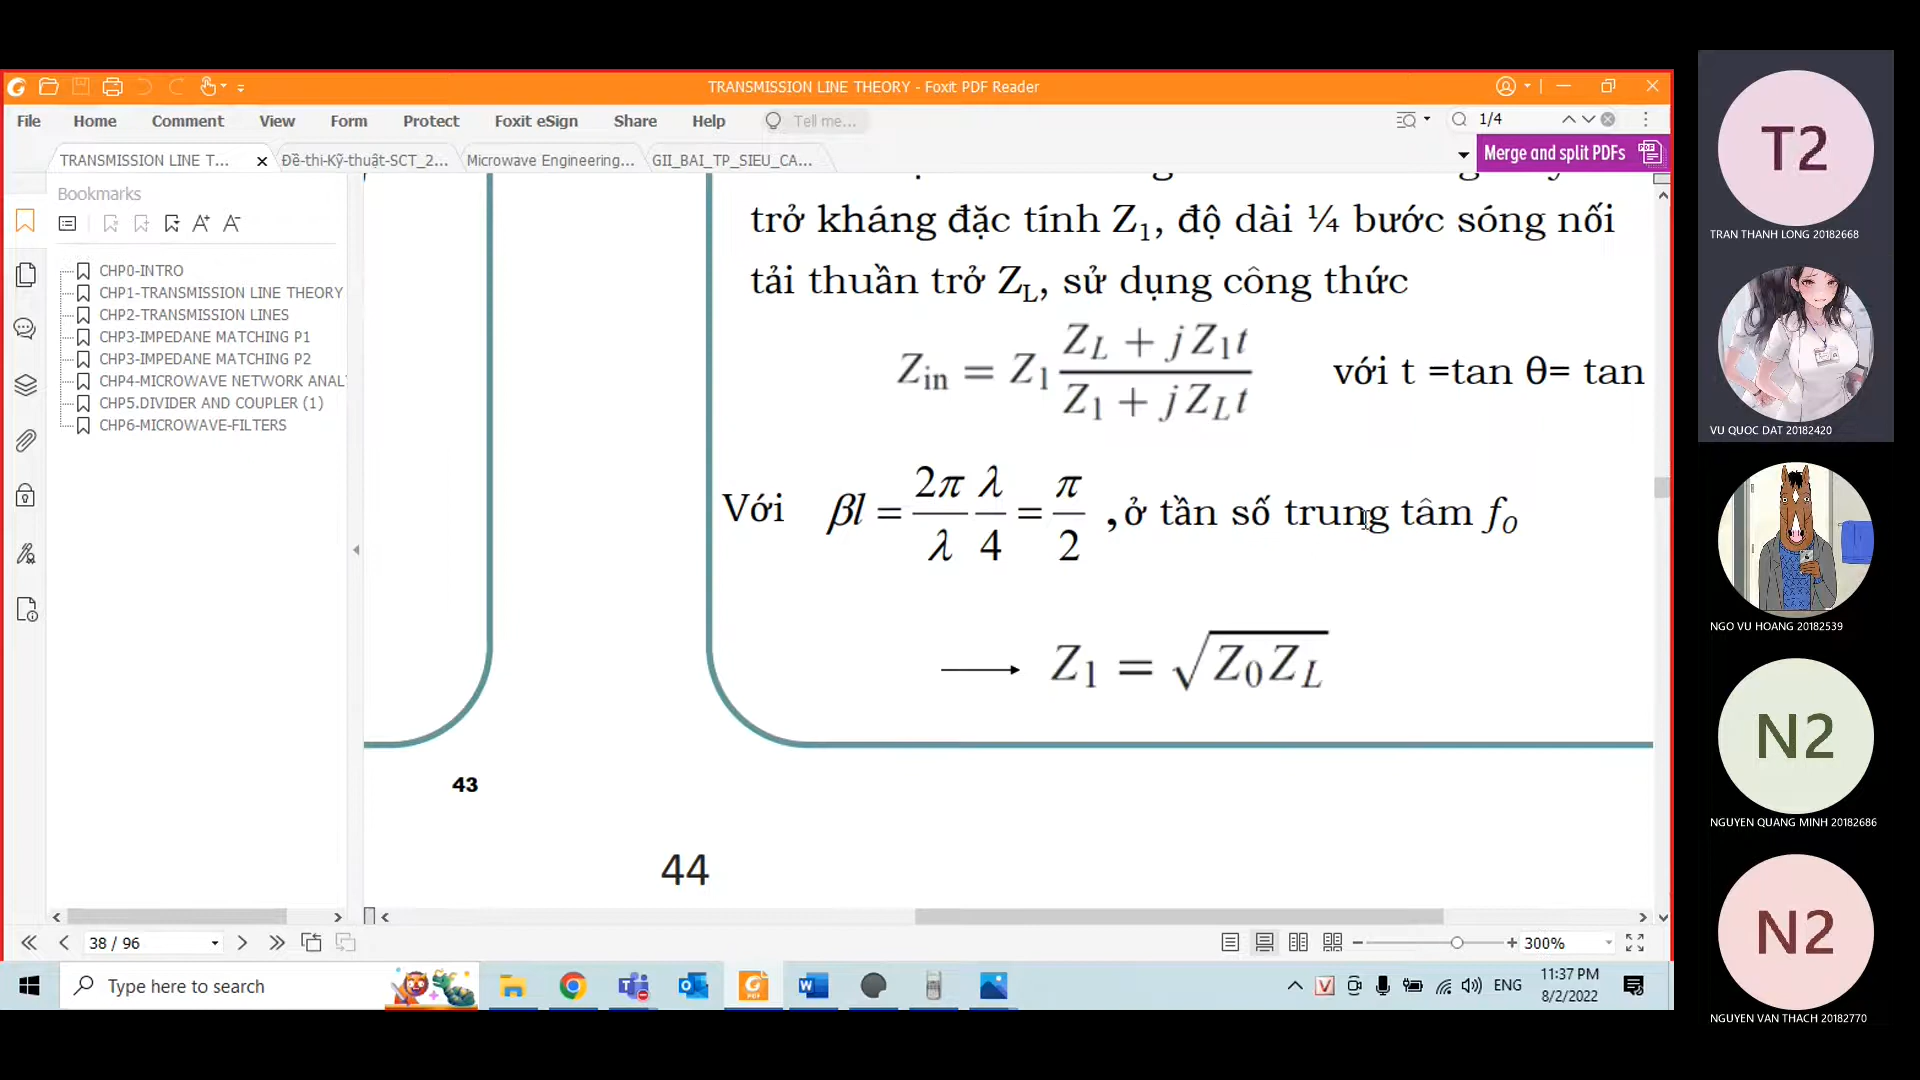 TRANSMISSION LINE THEORY - Foxit PDF Reader
File Home Comment View Form Protect Foxit eSign Share Help Tell me... 1/4
TRANSMISSION LINE T... Đề-thi-Kỹ-thuật-SCT_2... Microwave Engineering... GII_BAI_TP_SIEU_CA... Merge and split PDFs
Bookmarks
CHP0-INTRO
CHP1-TRANSMISSION LINE THEORY
CHP2-TRANSMISSION LINES
CHP3-IMPEDANE MATCHING P1
CHP3-IMPEDANE MATCHING P2
CHP4-MICROWAVE NETWORK ANAL
CHP5.DIVIDER AND COUPLER (1)
CHP6-MICROWAVE-FILTERS
trở kháng đặc tính Z₁, độ dài ¼ bước sóng nối
tải thuần trở Z_L, sử dụng công thức
Z_in = Z₁ (Z_L + jZ₁t)/(Z₁ + jZ_Lt) với t =tan θ= tan
Với βl = 2π/λ λ/4 = π/2 , ở tần số trung tâm f₀
→ Z₁ = √(Z₀Z_L)
43
44
38 / 96
300%
Type here to search
ENG
11:37 PM
8/2/2022
T2
TRAN THANH LONG 20182668
VU QUOC DAT 20182420
NGO VU HOANG 20182539
N2
NGUYEN QUANG MINH 20182686
N2
NGUYEN VAN THACH 20182770